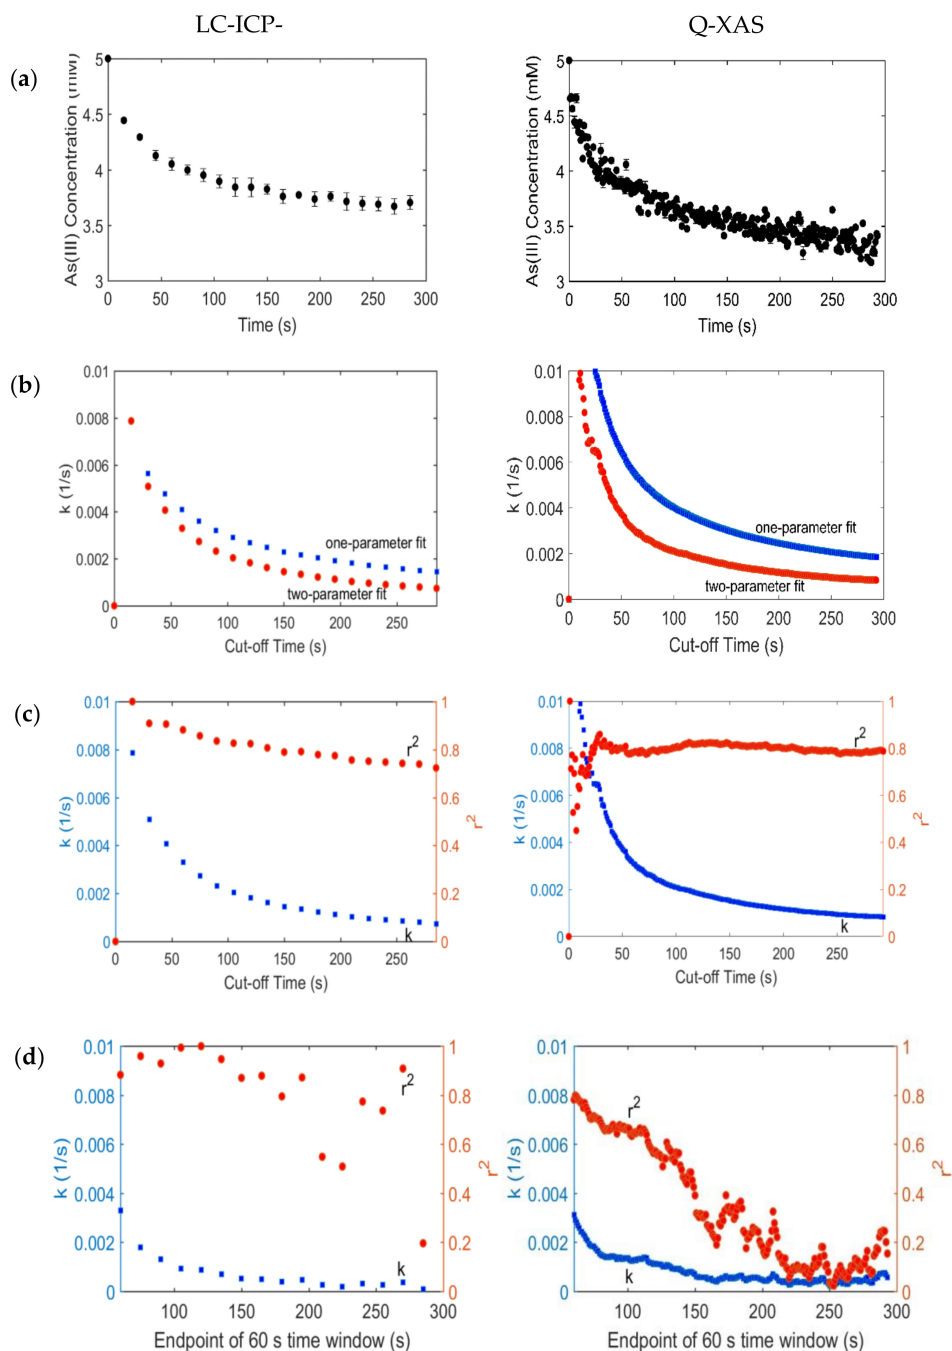 LC-ICP- Q-XAS
(a)
As(III) Concentration (mM)
5
4.5
4
3.5
3
0 50 100 150 200 250 300
Time (s)
As(III) Concentration (mM)
5
4.5
4
3.5
3
0 50 100 150 200 250 300
Time (s)
(b)
k (1/s)
0.01
0.008
0.006
0.004
0.002
0
one-parameter fit
two-parameter fit
0 50 100 150 200 250
Cut-off Time (s)
k (1/s)
0.01
0.008
0.006
0.004
0.002
0
one-parameter fit
two-parameter fit
0 50 100 150 200 250 300
Cut-off Time (s)
(c)
k (1/s)
0.01
0.008
0.006
0.004
0.002
0
r2
k
1
0.8
0.6
0.4
0.2
0
r2
0 50 100 150 200 250
Cut-off Time (s)
k (1/s)
0.01
0.008
0.006
0.004
0.002
0
r2
k
1
0.8
0.6
0.4
0.2
0
r2
0 50 100 150 200 250
Cut-off Time (s)
(d)
k (1/s)
0.01
0.008
0.006
0.004
0.002
0
r2
k
1
0.8
0.6
0.4
0.2
0
r2
100 150 200 250 300
Endpoint of 60 s time window (s)
k (1/s)
0.01
0.008
0.006
0.004
0.002
0
r2
k
1
0.8
0.6
0.4
0.2
0
r2
100 150 200 250 300
Endpoint of 60 s time window (s)